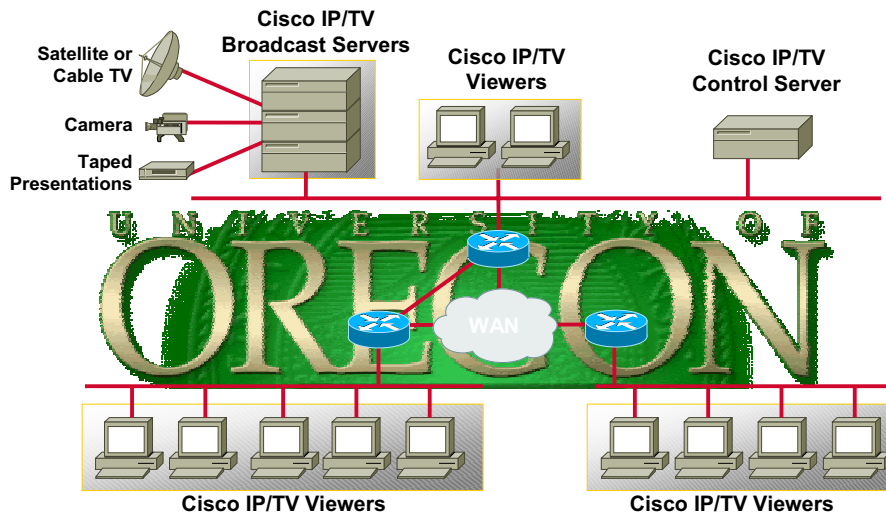 Cisco IP/TV
Broadcast Servers
Satellite or
Cable TV
Camera
Taped
Presentations
Cisco IP/TV
Viewers
Cisco IP/TV
Control Server
UNIVERSITY OF
OREGON
WAN
Cisco IP/TV Viewers
Cisco IP/TV Viewers